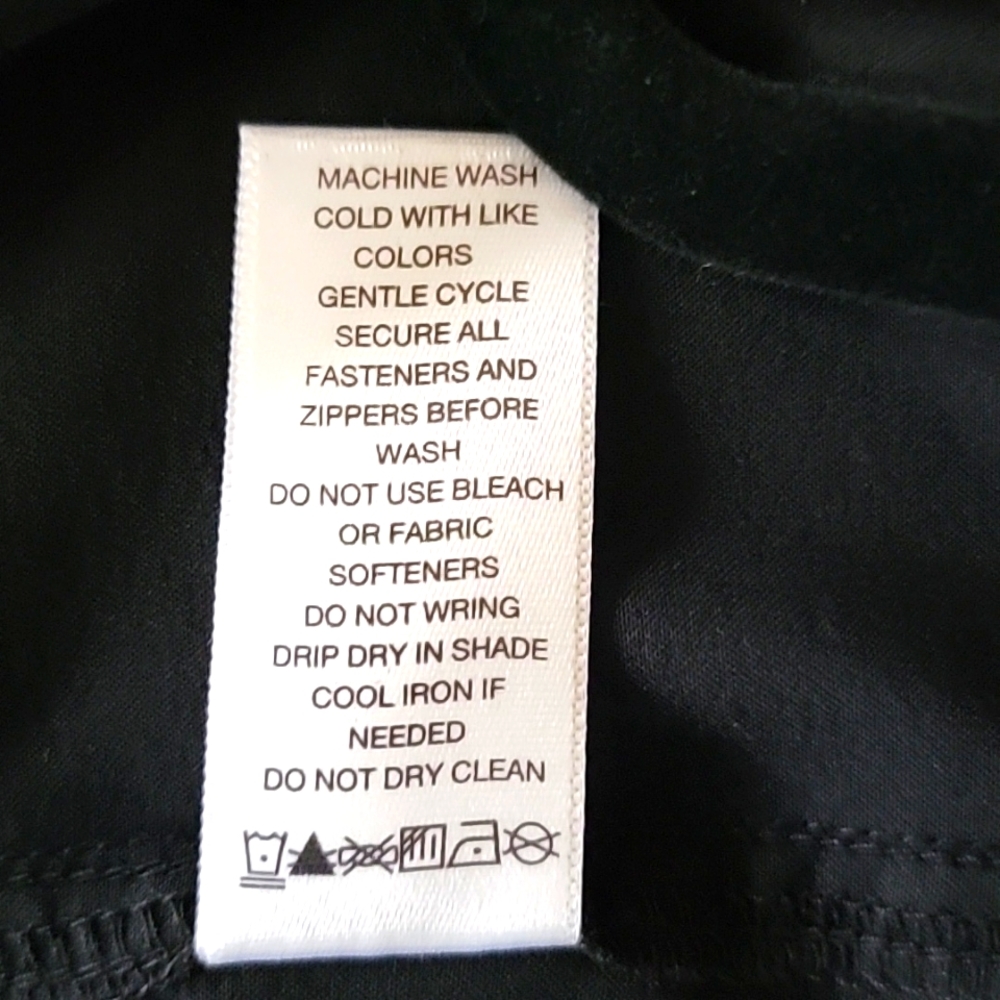 MACHINE WASH
COLD WITH LIKE
COLORS
GENTLE CYCLE
SECURE ALL
FASTENERS AND
ZIPPERS BEFORE
WASH
DO NOT USE BLEACH
OR FABRIC
SOFTENERS
DO NOT WRING
DRIP DRY IN SHADE
COOL IRON IF
NEEDED
DO NOT DRY CLEAN